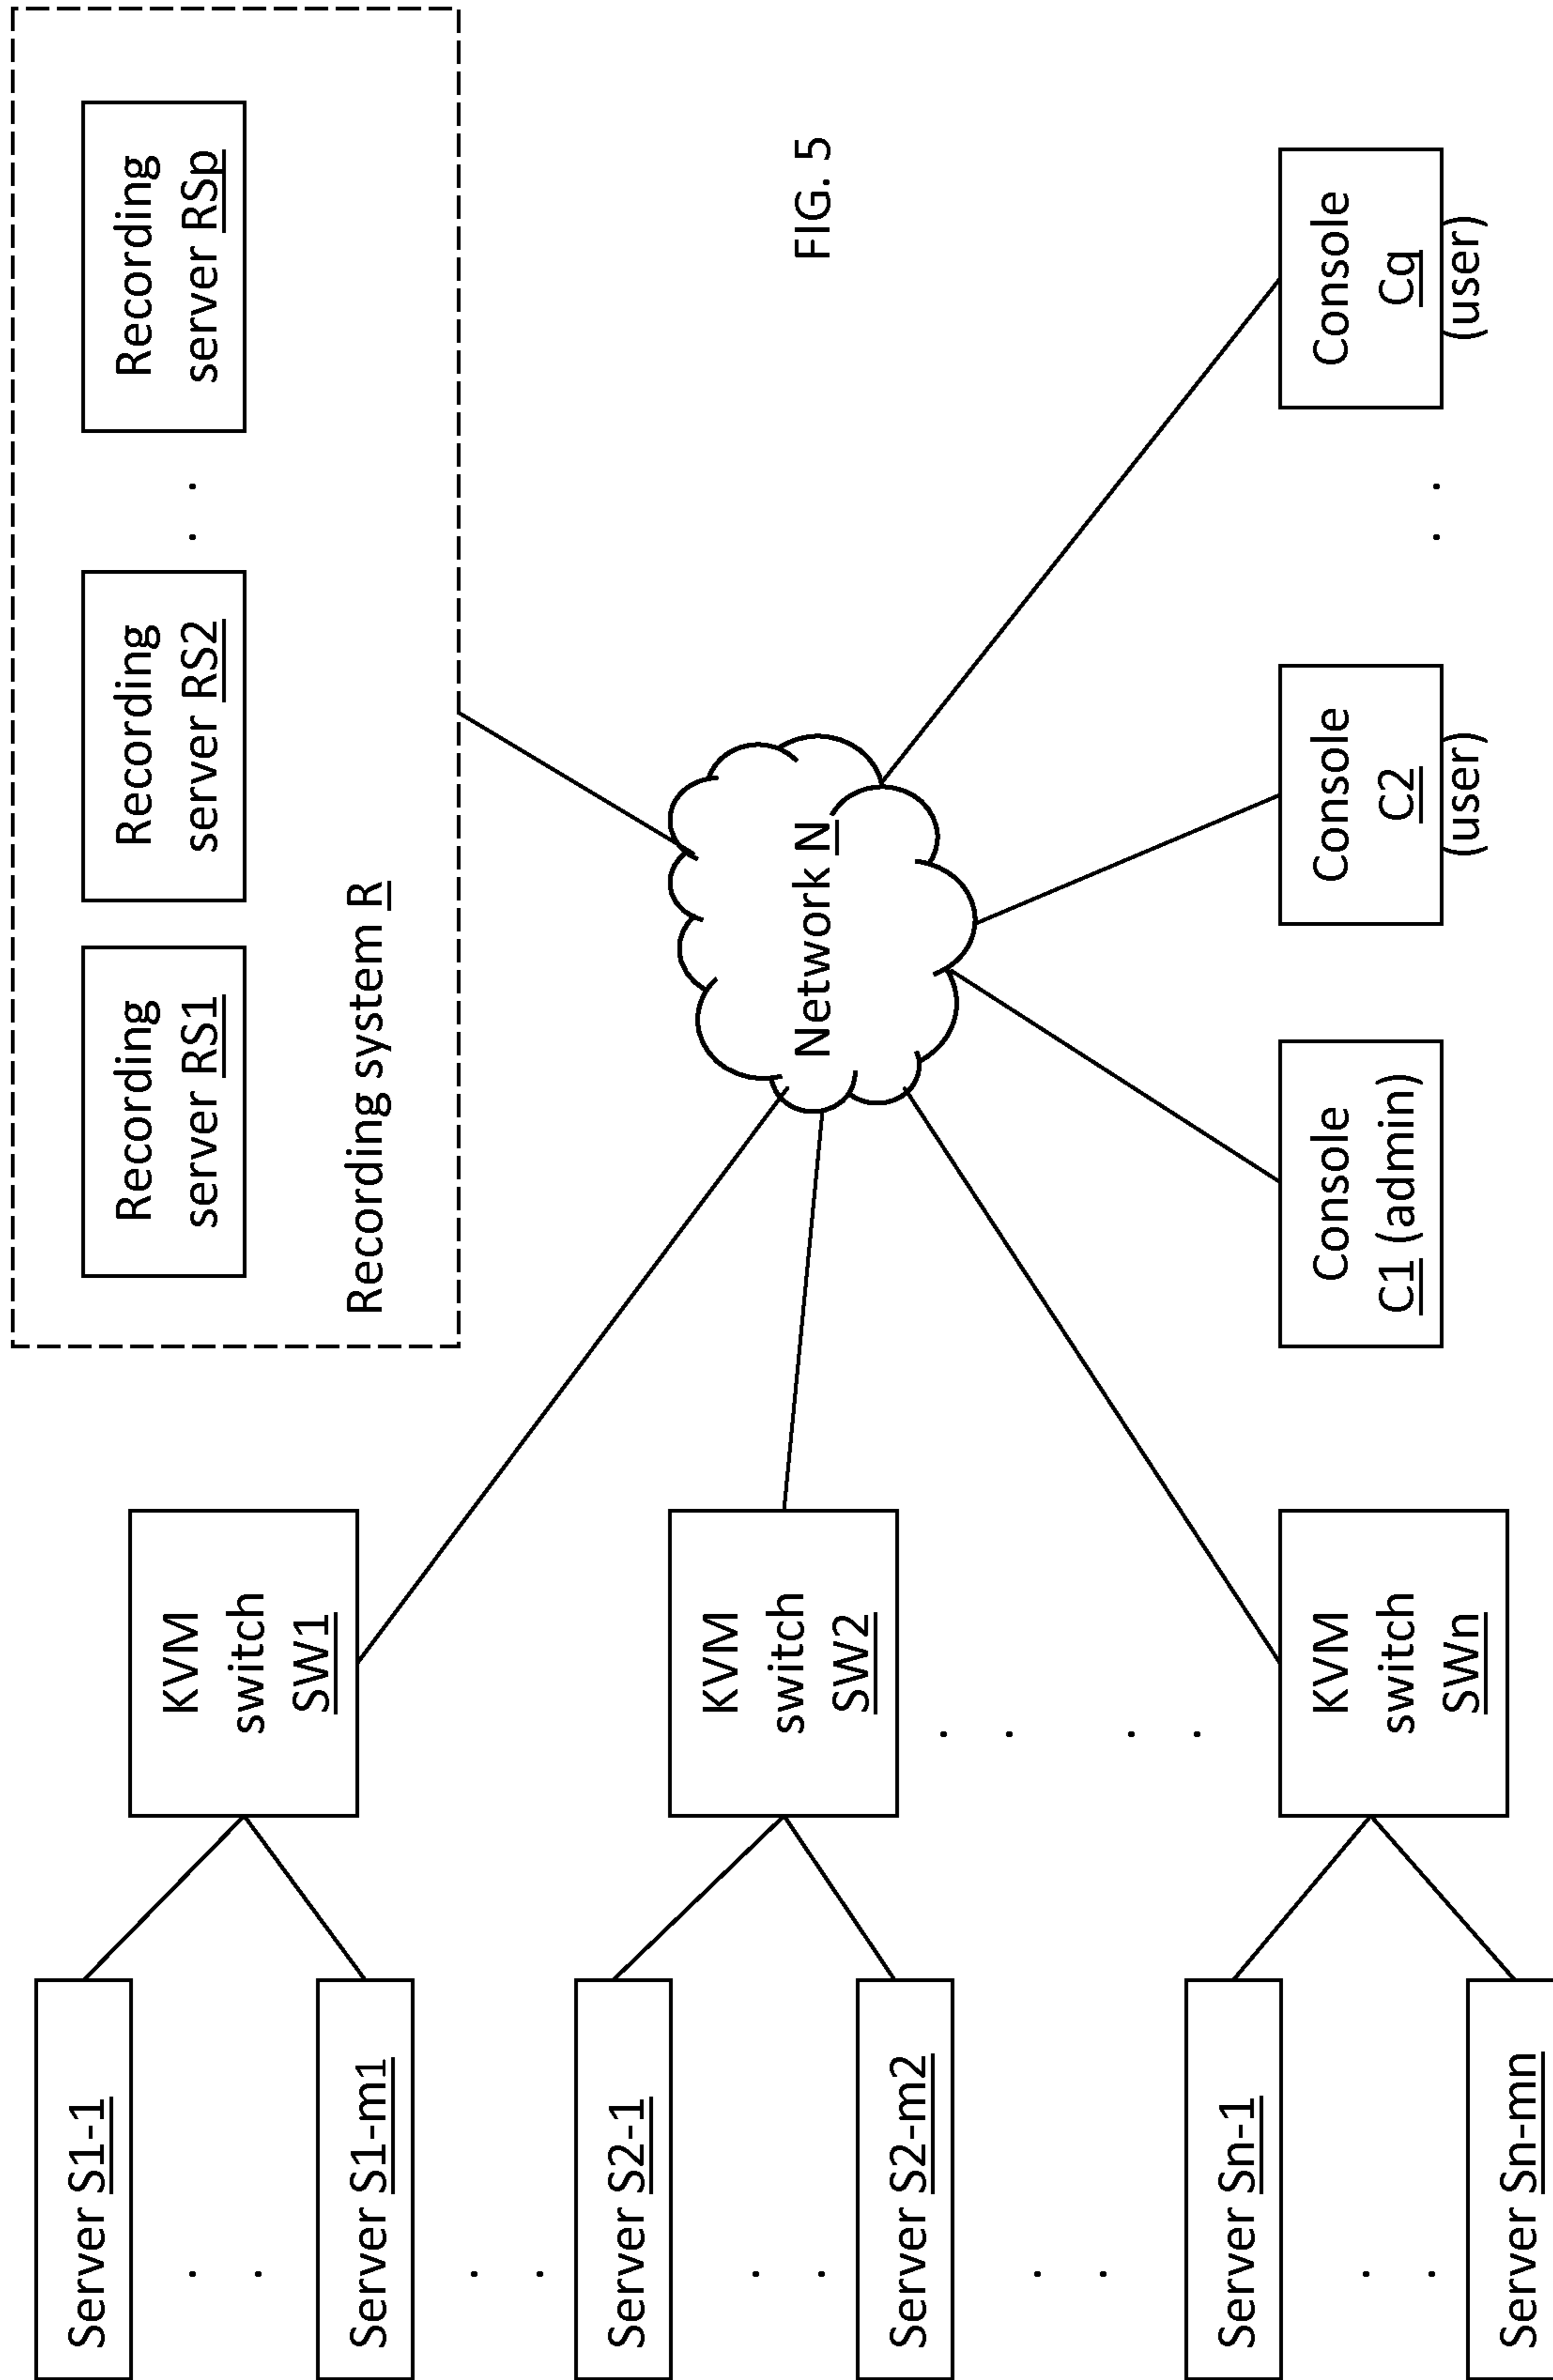 Server S1-1
Server S1-m1
Server S2-1
Server S2-m2
Server Sn-1
Server Sn-mn
KVM
switch
SW1
KVM
switch
SW2
KVM
switch
SWn
Recording
server RS1
Recording
server RS2
Recording
server RSp
Recording system R
Network N
FIG. 5
Console
C1 (admin)
Console
C2
(user)
Console
Cq
(user)